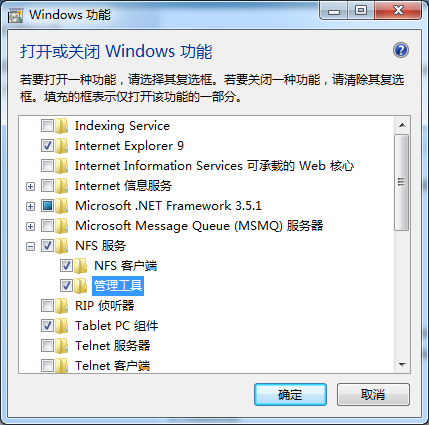 Windows 功能
打开或关闭 Windows 功能
若要打开一种功能，请选择其复选框。若要关闭一种功能，请清除其复选
框。填充的框表示仅打开该功能的一部分。
Indexing Service
Internet Explorer 9
Internet Information Services 可承载的 Web 核心
Internet 信息服务
Microsoft .NET Framework 3.5.1
Microsoft Message Queue (MSMQ) 服务器
NFS 服务
NFS 客户端
管理工具
RIP 侦听器
Tablet PC 组件
Telnet 服务器
Telnet 客户端
确定
取消